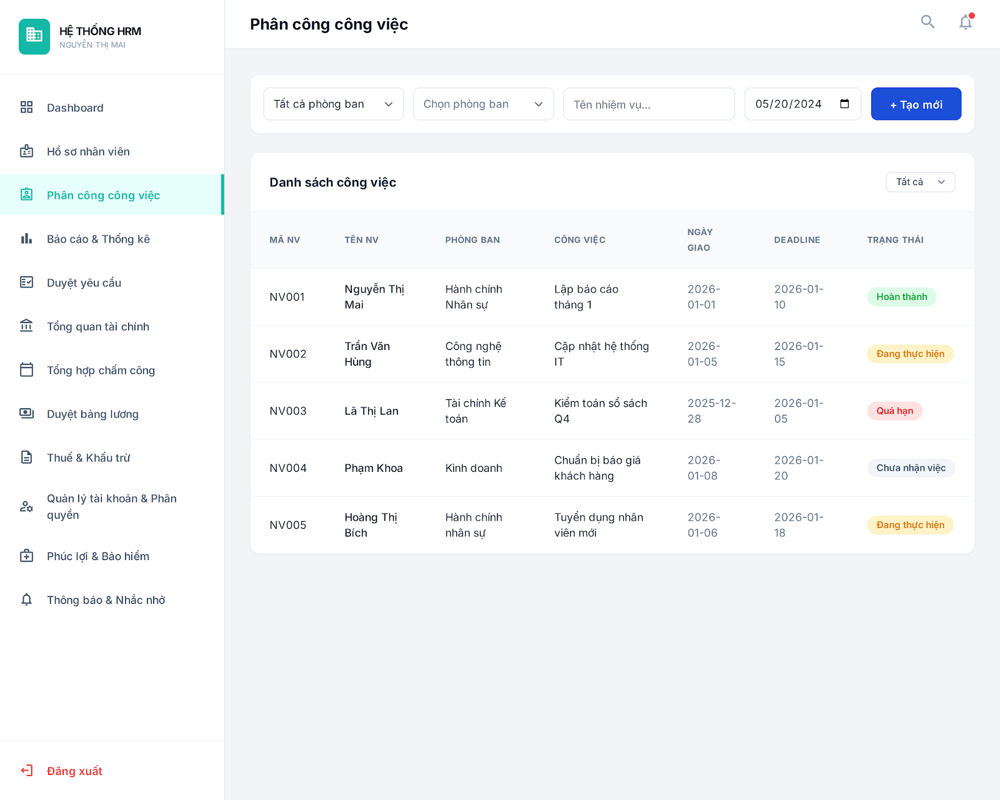 HỆ THỐNG HRM
NGUYỄN THỊ MAI
Dashboard
Hồ sơ nhân viên
Phân công công việc
Báo cáo & Thống kê
Duyệt yêu cầu
Tổng quan tài chính
Tổng hợp chấm công
Duyệt bảng lương
Thuế & Khấu trừ
Quản lý tài khoản & Phân
quyền
Phúc lợi & Bảo hiểm
Thông báo & Nhắc nhở
Đăng xuất
Phân công công việc
Tất cả phòng ban
Chọn phòng ban
Tên nhiệm vụ...
05/20/2024
+ Tạo mới
Danh sách công việc
Tất cả
MÃ NV
TÊN NV
PHÒNG BAN
CÔNG VIỆC
NGÀY
GIAO
DEADLINE
TRẠNG THÁI
NV001
Nguyễn Thị
Mai
Hành chính
Nhân sự
Lập báo cáo
tháng 1
2026-
01-01
2026-01-
10
Hoàn thành
NV002
Trần Văn
Hùng
Công nghệ
thông tin
Cập nhật hệ thống
IT
2026-
01-05
2026-01-
15
Đang thực hiện
NV003
Lã Thị Lan
Tài chính Kế
toán
Kiểm toán sổ sách
Q4
2025-12-
28
2026-01-
05
Quá hạn
NV004
Phạm Khoa
Kinh doanh
Chuẩn bị báo giá
khách hàng
2026-
01-08
2026-01-
20
Chưa nhận việc
NV005
Hoàng Thị
Bích
Hành chính
nhân sự
Tuyển dụng nhân
viên mới
2026-
01-06
2026-01-
18
Đang thực hiện